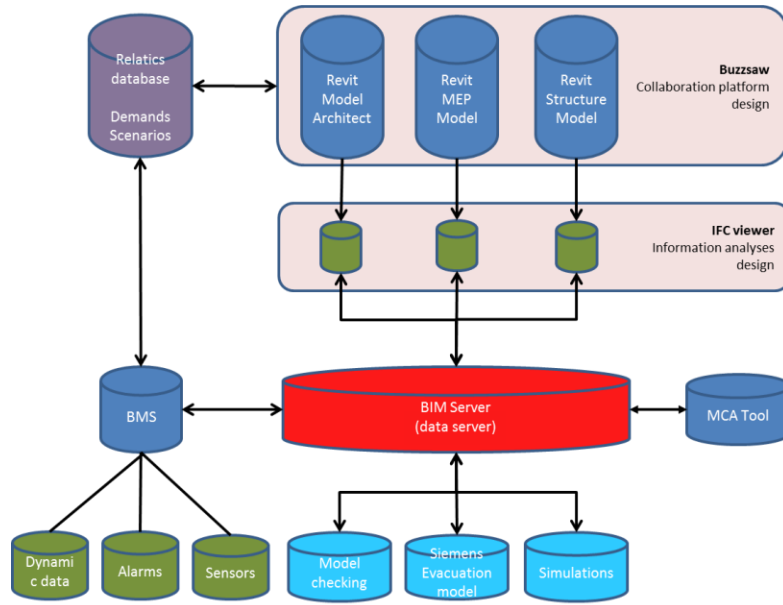 Relatics
database
Demands
Scenarios
Revit
Model
Architect
Revit
MEP
Model
Revit
Structure
Model
Buzzsaw
Collaboration platform
design
IFC viewer
Information analyses
design
BMS
BIM Server
(data server)
MCA Tool
Dynami
c data
Alarms
Sensors
Model
checking
Siemens
Evacuation
model
Simulations